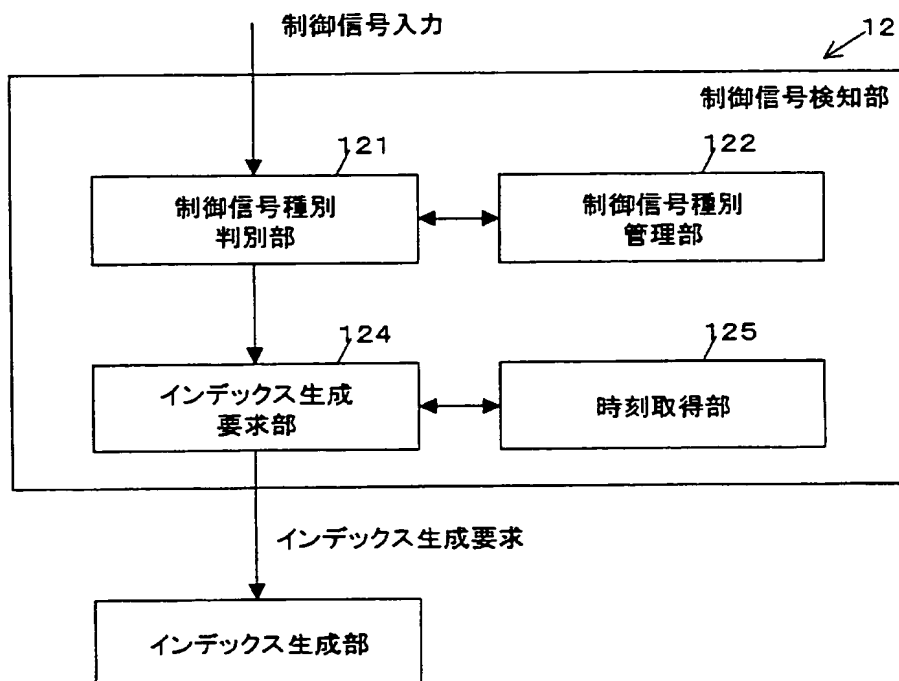 制御信号入力
12
制御信号検知部
121
制御信号種別
判別部
122
制御信号種別
管理部
124
インデックス生成
要求部
125
時刻取得部
インデックス生成要求
インデックス生成部